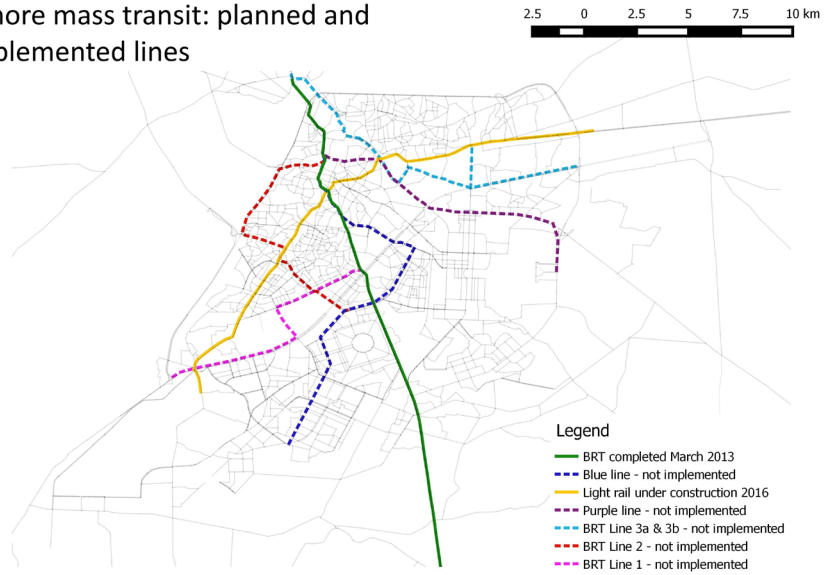 nore mass transit: planned and
plemented lines
2.5 0 2.5 5 7.5 10 km
Legend
BRT completed March 2013
Blue line - not implemented
Light rail under construction 2016
Purple line - not implemented
BRT Line 3a & 3b - not implemented
BRT Line 2 - not implemented
BRT Line 1 - not implemented